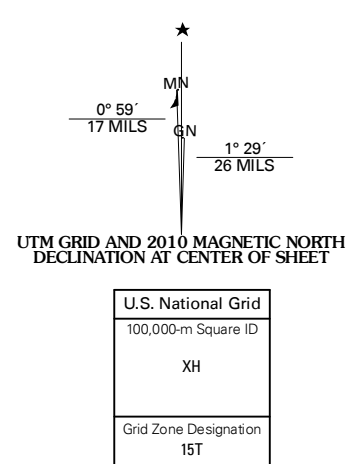 MN
0° 59´
17 MILS
GN
1° 29´
26 MILS
UTM GRID AND 2010 MAGNETIC NORTH
DECLINATION AT CENTER OF SHEET
U.S. National Grid
100,000-m Square ID
XH
Grid Zone Designation
15T